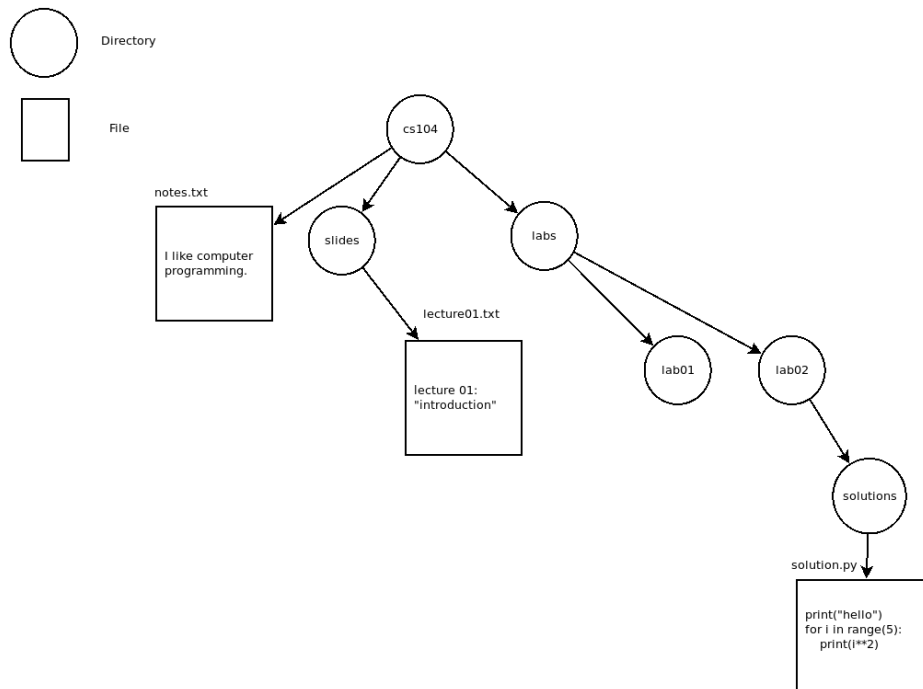 Directory
File
cs104
notes.txt
I like computer
programming.
slides
labs
lecture01.txt
lecture 01:
"introduction"
lab01
lab02
solutions
solution.py
print("hello")
for i in range(5):
    print(i**2)